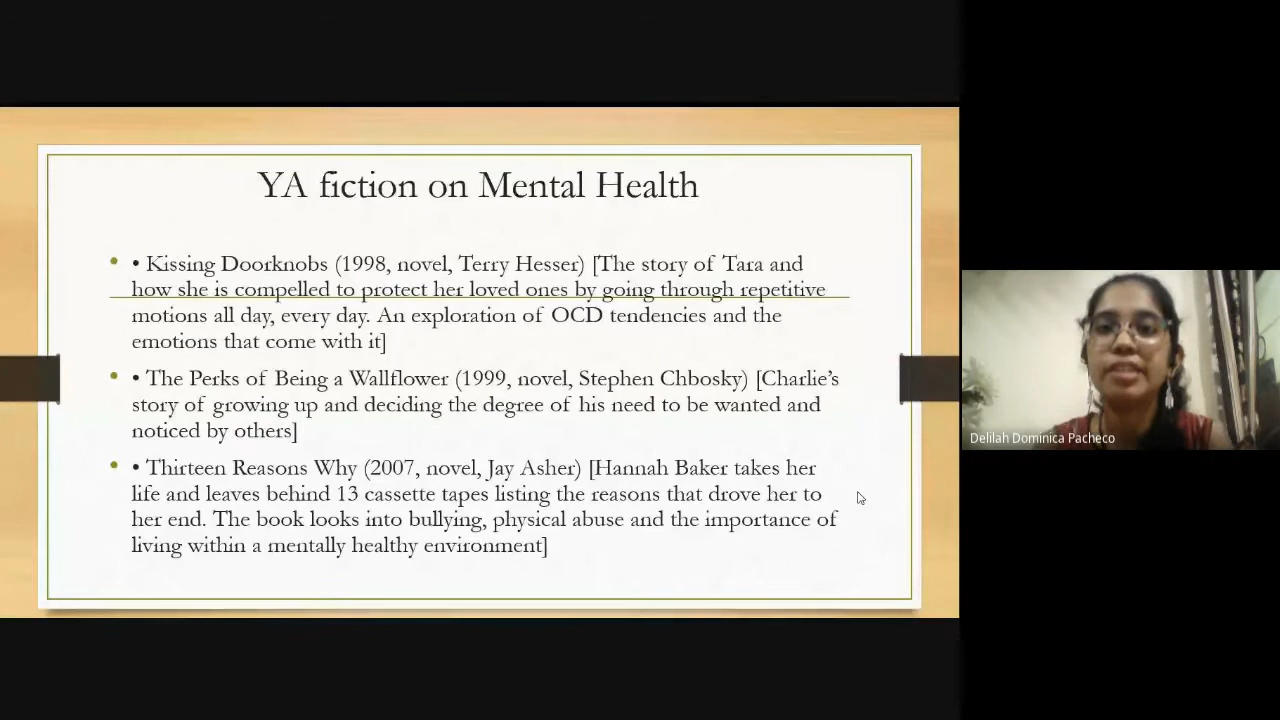 YA fiction on Mental Health
• • Kissing Doorknobs (1998, novel, Terry Hesser) [The story of Tara and
how she is compelled to protect her loved ones by going through repetitive
motions all day, every day. An exploration of OCD tendencies and the
emotions that come with it]
• • The Perks of Being a Wallflower (1999, novel, Stephen Chbosky) [Charlie’s
story of growing up and deciding the degree of his need to be wanted and
noticed by others]
• • Thirteen Reasons Why (2007, novel, Jay Asher) [Hannah Baker takes her
life and leaves behind 13 cassette tapes listing the reasons that drove her to
her end. The book looks into bullying, physical abuse and the importance of
living within a mentally healthy environment]
Delilah Dominica Pacheco